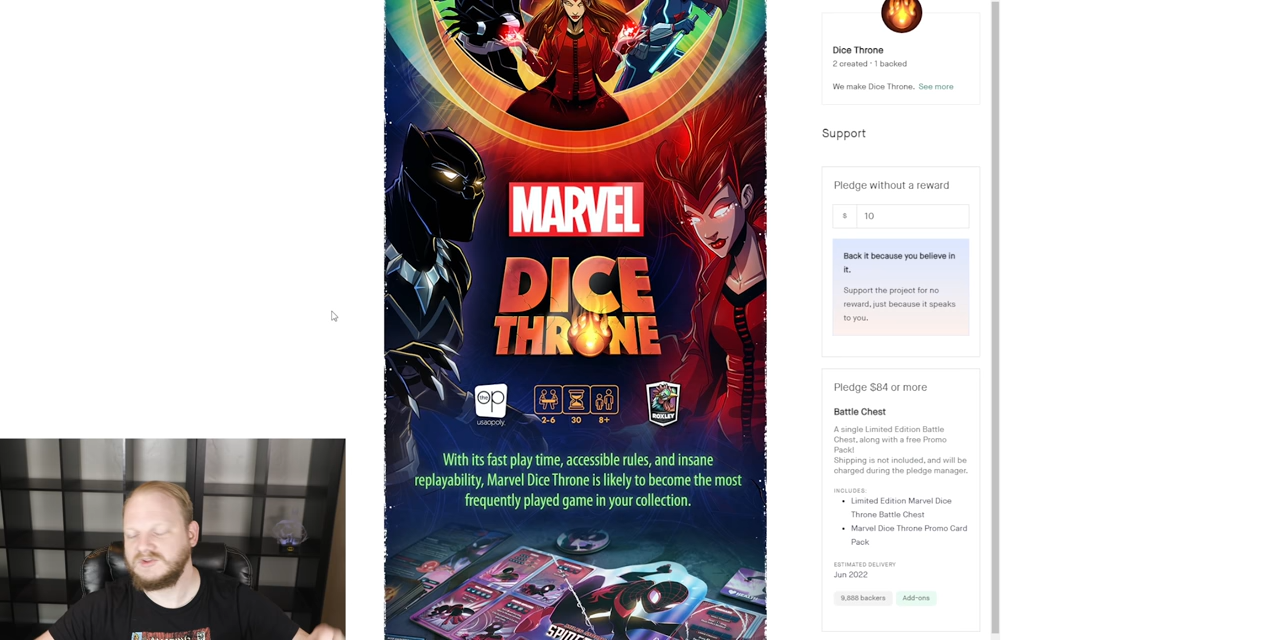 MARVEL
DICE
THRONE
the op
usaopoly
2-6
30
8+
ROXLEY
With its fast play time, accessible rules, and insane
replayability, Marvel Dice Throne is likely to become the most
frequently played game in your collection.
Dice Throne
2 created · 1 backed
We make Dice Throne. See more
Support
Pledge without a reward
$ 10
Back it because you believe in
it.
Support the project for no
reward, just because it speaks
to you.
Pledge $84 or more
Battle Chest
A single Limited Edition Battle
Chest, along with a free Promo
Pack!
Shipping is not included, and will be
charged during the pledge manager.
INCLUDES:
• Limited Edition Marvel Dice
Throne Battle Chest
• Marvel Dice Throne Promo Card
Pack
ESTIMATED DELIVERY
Jun 2022
9,888 backers
Add-ons